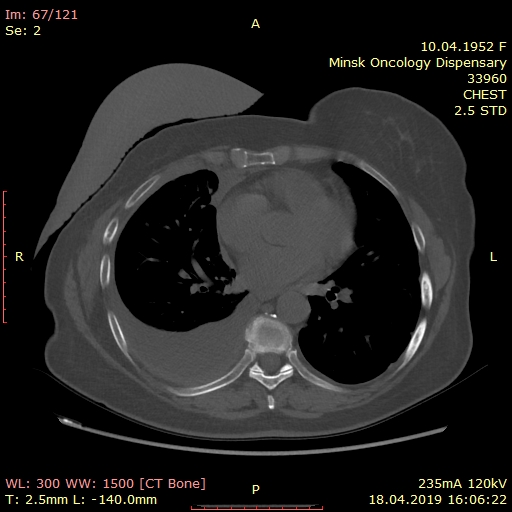 Im: 67/121
Se: 2
A
10.04.1952 F
Minsk Oncology Dispensary
33960
CHEST
2.5 STD
R
L
WL: 300 WW: 1500 [CT Bone]
T: 2.5mm L: -140.0mm
P
235mA 120kV
18.04.2019 16:06:22